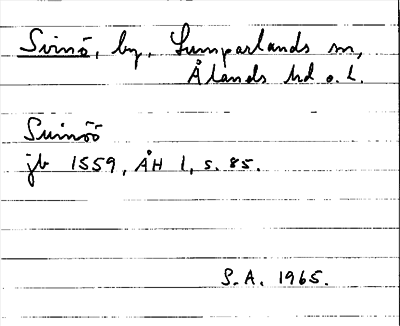 Svinö, by, Lumparlands sn,
Ålands hd o. L.
Suinöö
jb 1559, ÅH 1, s. 85.
S.A. 1965.